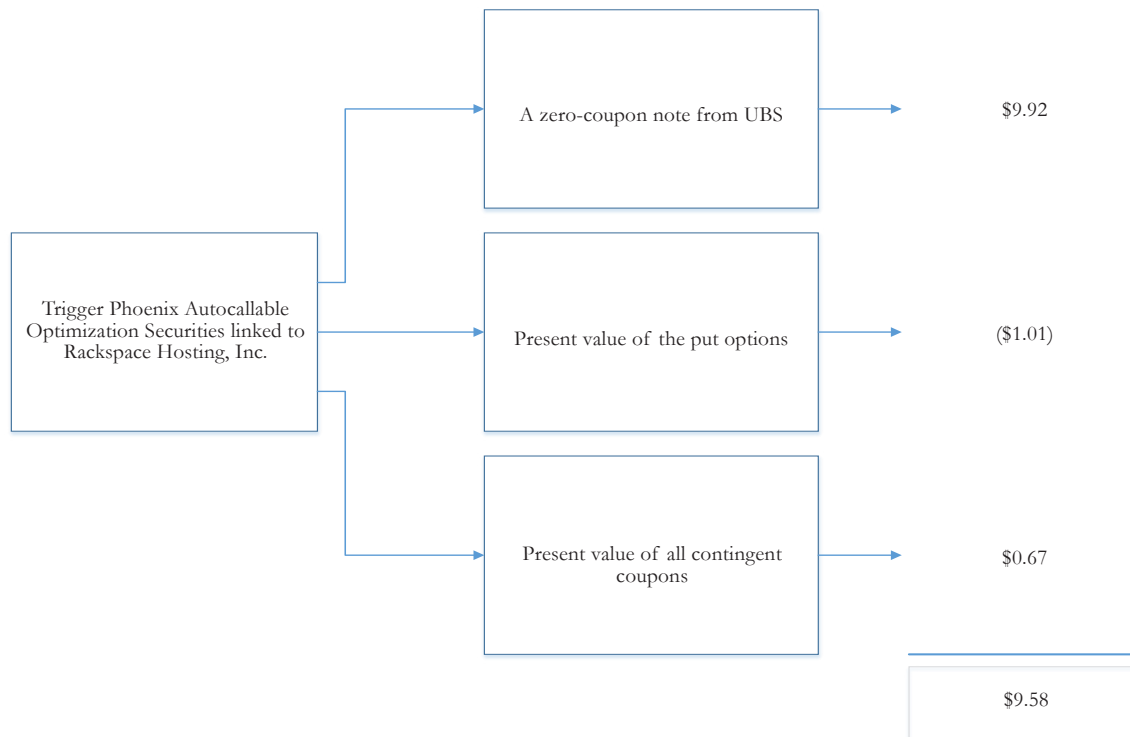 A zero-coupon note from UBS
$9.92
Trigger Phoenix Autocallable
Optimization Securities linked to
Rackspace Hosting, Inc.
Present value of the put options
($1.01)
Present value of all contingent
coupons
$0.67
$9.58